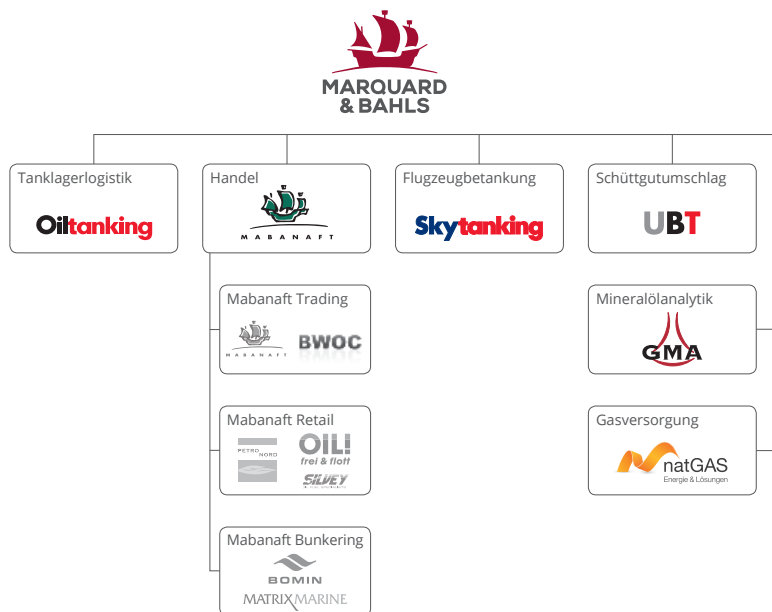 MARQUARD
& BAHLS
Tanklagerlogistik
Oiltanking
Handel
MABANAFT
Flugzeugbetankung
Skytanking
Schüttgutumschlag
UBT
Mabanaft Trading
MABANAFT
BWOC
Mineralölanalytik
GMA
Mabanaft Retail
PETRO
NORD
OIL!
frei & flott
SILVEY
Gasversorgung
natGAS
Energie & Lösungen
Mabanaft Bunkering
BOMIN
MATRIX MARINE